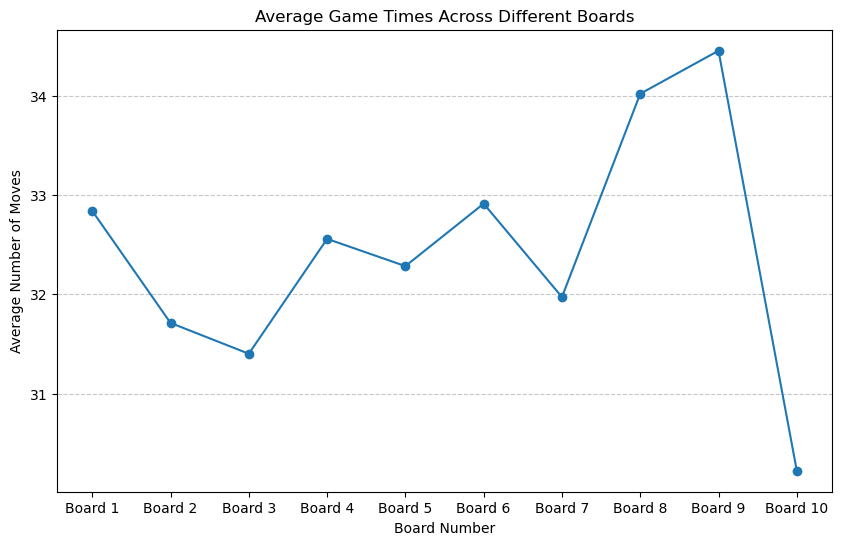 Average Game Times Across Different Boards
Average Number of Moves
34
33
32
31
Board 1 Board 2 Board 3 Board 4 Board 5 Board 6 Board 7 Board 8 Board 9 Board 10
Board Number